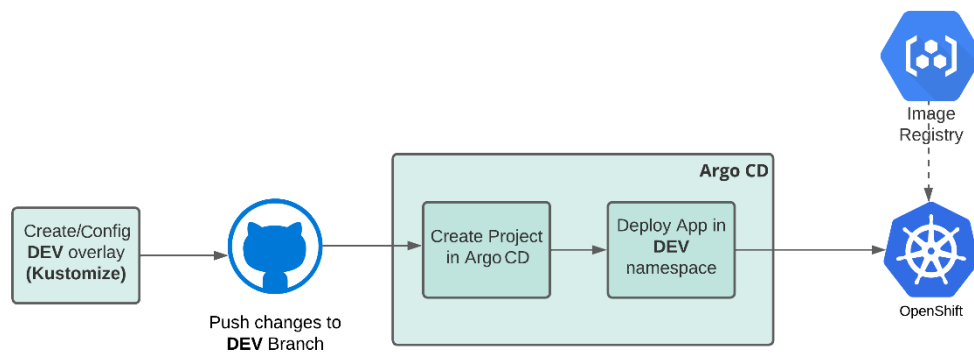 Image
Registry
Argo CD
Create/Config
DEV overlay
(Kustomize)
Create Project
in Argo CD
Deploy App in
DEV
namespace
OpenShift
Push changes to
DEV Branch